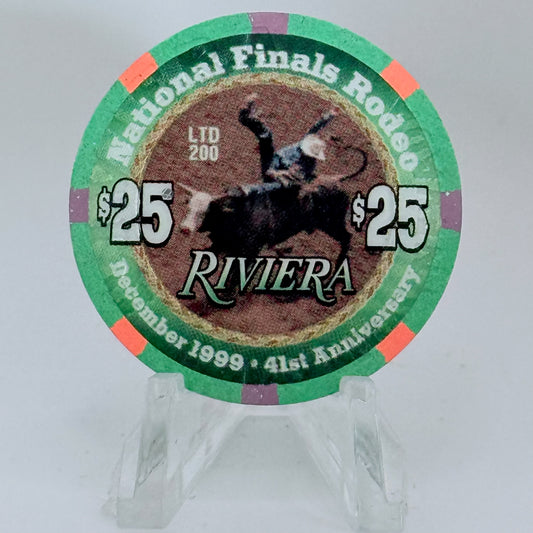 National Finals Rodeo
LTD
200
$25
$25
RIVIERA
December 1999 • 41st Anniversary